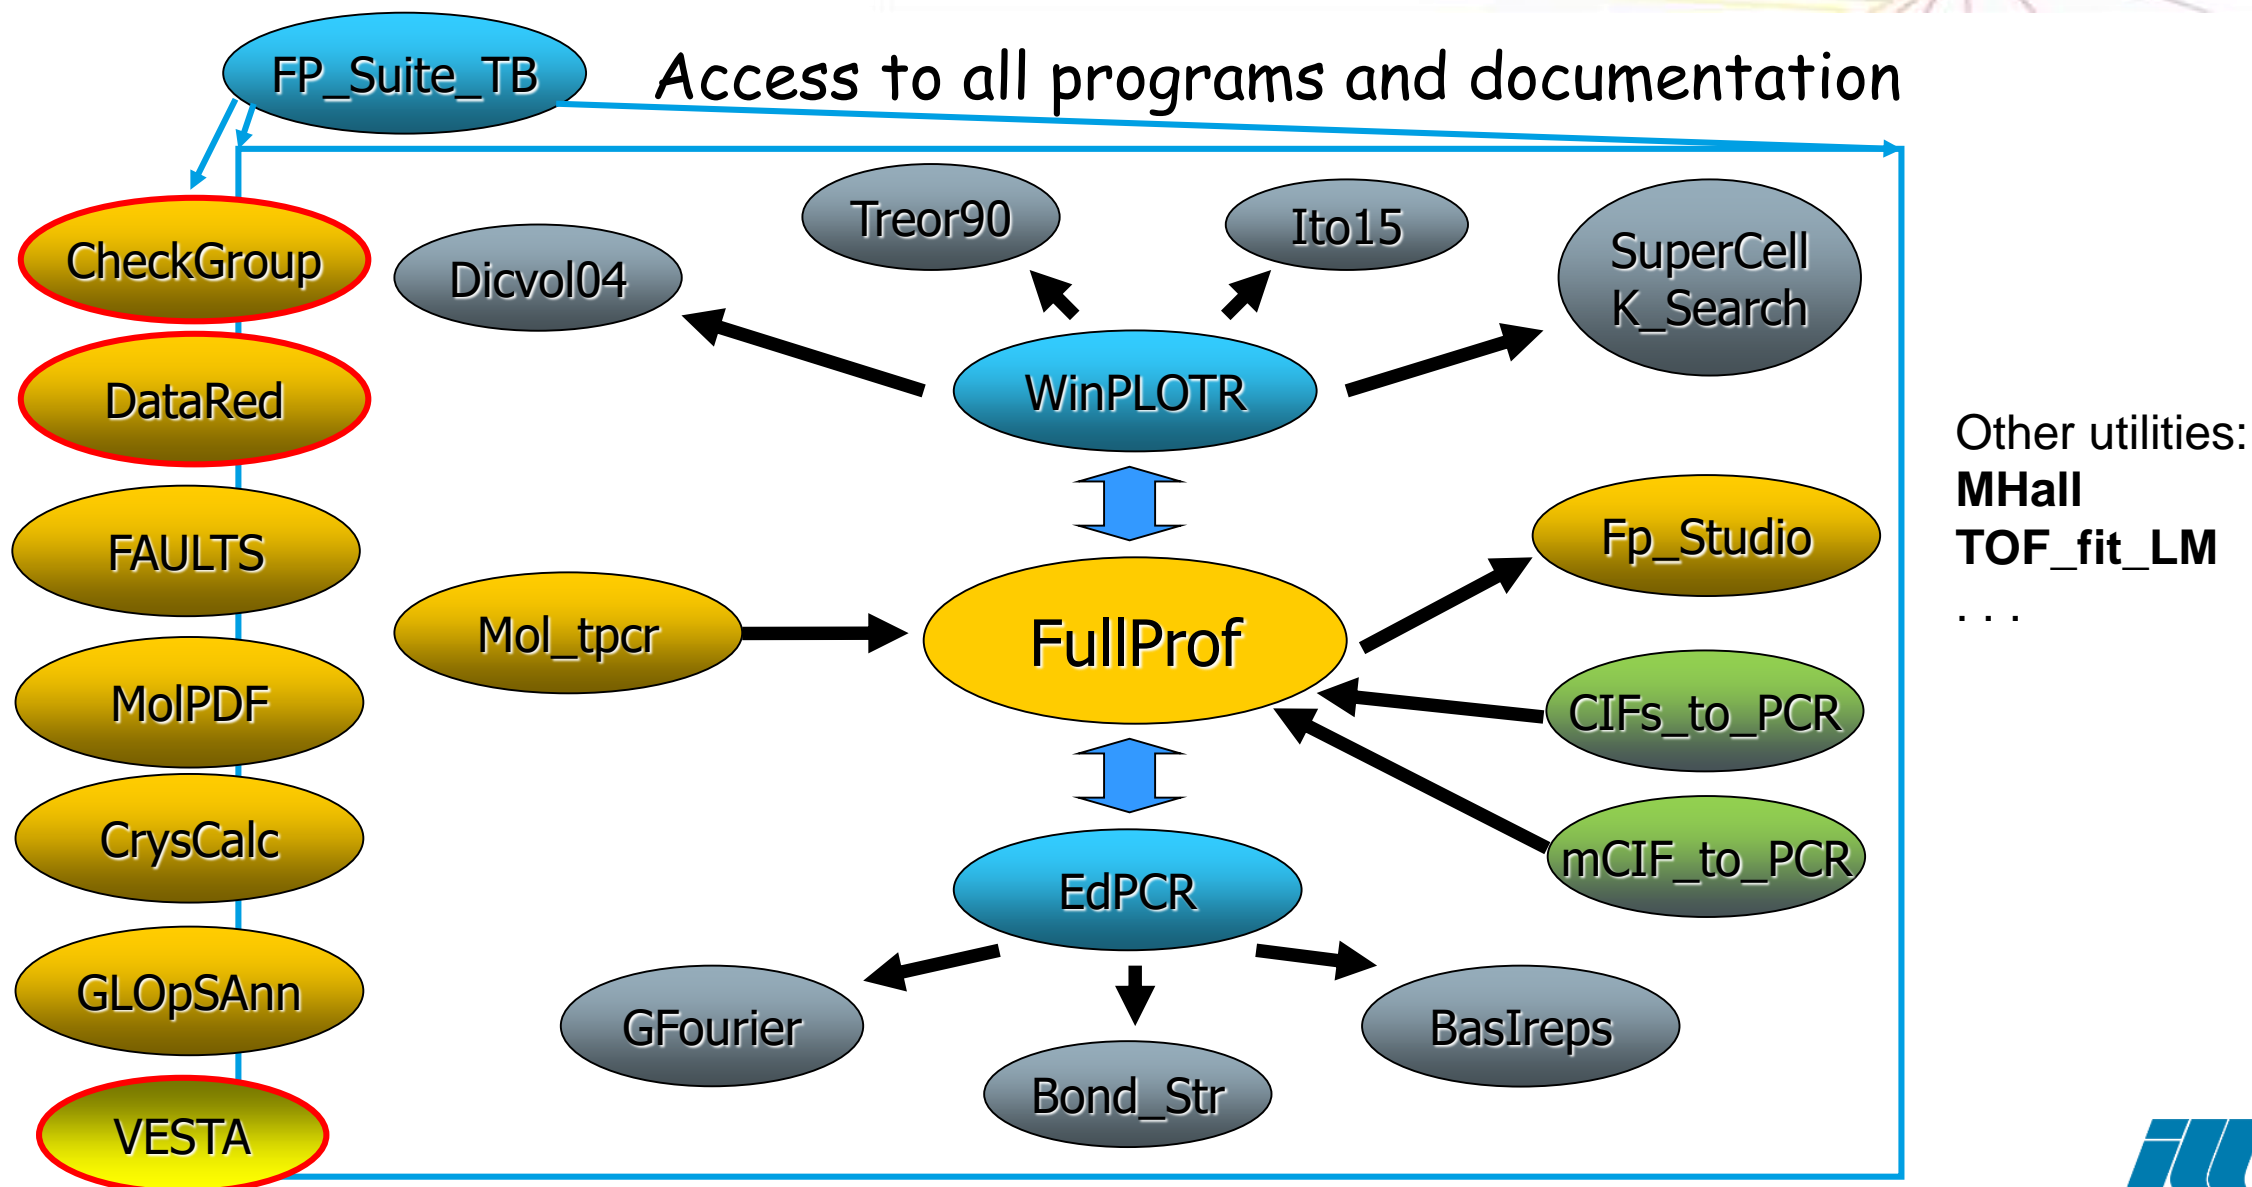 FP_Suite_TB
Access to all programs and documentation
Treor90
Ito15
CheckGroup
Dicvol04
SuperCell
K_Search
DataRed
WinPLOTR
Other utilities:
MHall
TOF_fit_LM
. . .
FAULTS
Fp_Studio
Mol_tpcr
FullProf
MolPDF
CIFs_to_PCR
CrysCalc
mCIF_to_PCR
EdPCR
GLOpSAnn
GFourier
BasIreps
Bond_Str
VESTA